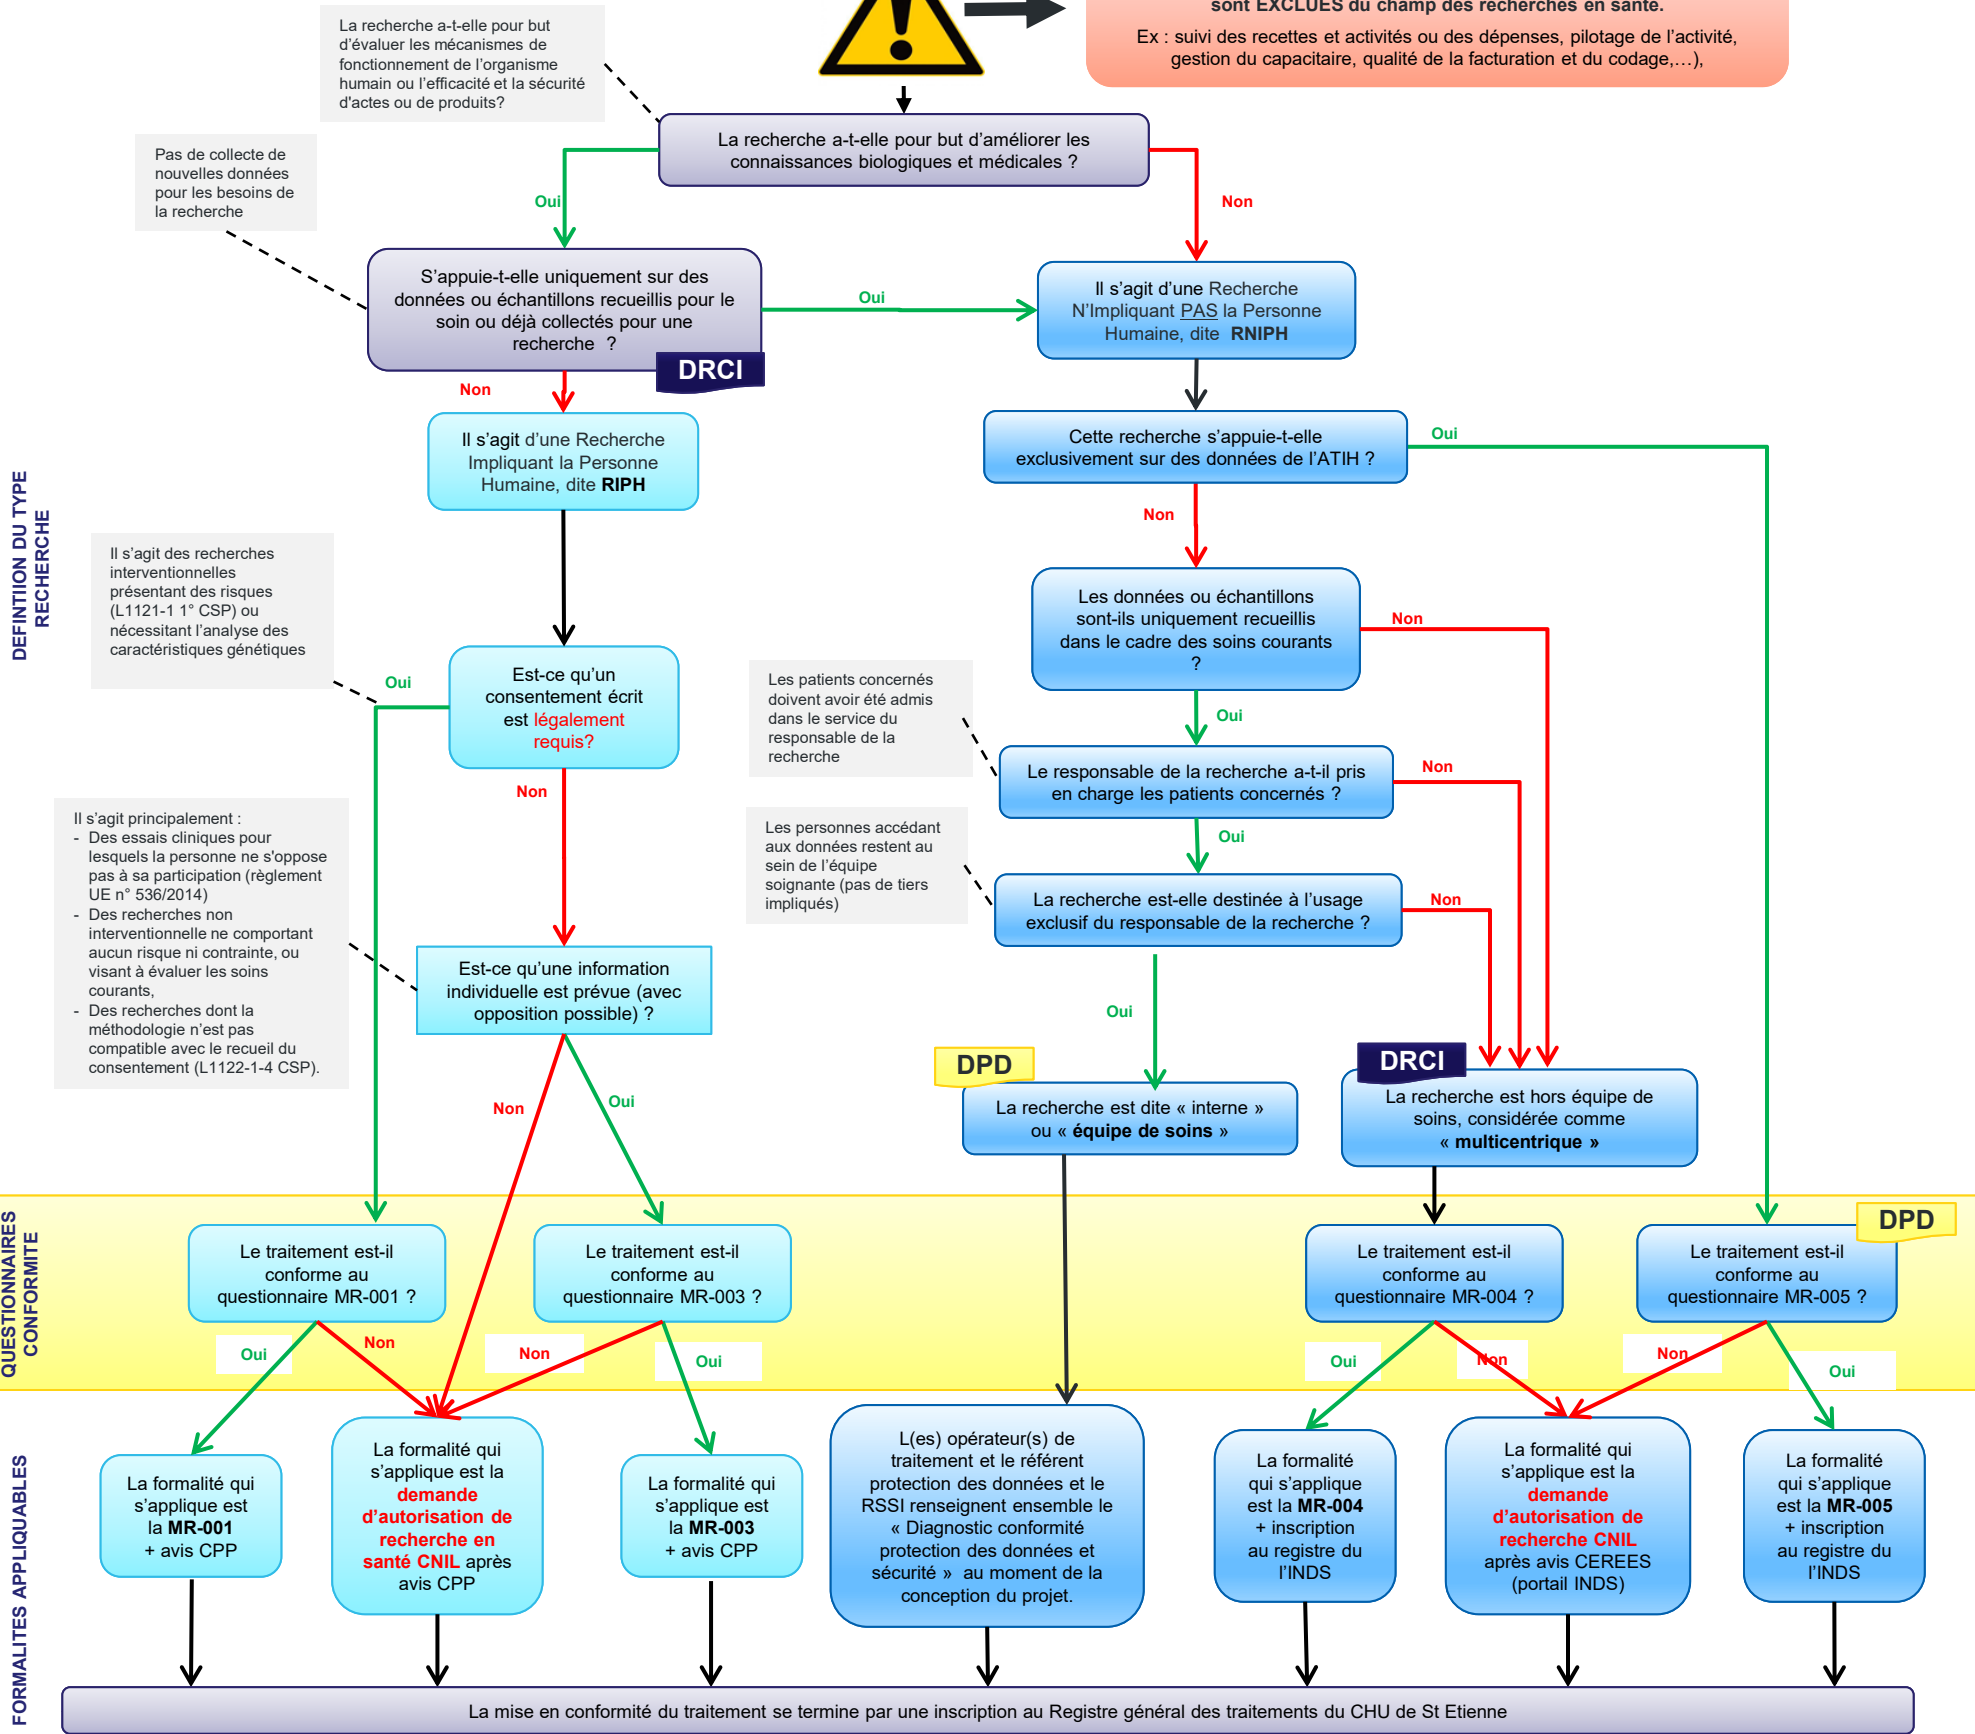 sont EXCLUES du champ des recherches en santé.
Ex : suivi des recettes et activités ou des dépenses, pilotage de l'activité,
gestion du capacitaire, qualité de la facturation et du codage,…),
La recherche a-t-elle pour but
d'évaluer les mécanismes de
fonctionnement de l'organisme
humain ou l'efficacité et la sécurité
d'actes ou de produits?
La recherche a-t-elle pour but d'améliorer les
connaissances biologiques et médicales ?
Pas de collecte de
nouvelles données
pour les besoins de
la recherche
Oui
Non
S'appuie-t-elle uniquement sur des
données ou échantillons recueillis pour le
soin ou déjà collectés pour une
recherche ?
DRCI
Oui
Il s'agit d'une Recherche
N'Impliquant PAS la Personne
Humaine, dite RNIPH
Non
Il s'agit d'une Recherche
Impliquant la Personne
Humaine, dite RIPH
Cette recherche s'appuie-t-elle
exclusivement sur des données de l'ATIH ?
Oui
Non
DEFINTION DU TYPE
RECHERCHE
Il s'agit des recherches
interventionnelles
présentant des risques
(L1121-1 1° CSP) ou
nécessitant l'analyse des
caractéristiques génétiques
Les données ou échantillons
sont-ils uniquement recueillis
dans le cadre des soins courants
?
Non
Oui
Est-ce qu'un
consentement écrit
est légalement
requis?
Oui
Non
Les patients concernés
doivent avoir été admis
dans le service du
responsable de la
recherche
Le responsable de la recherche a-t-il pris
en charge les patients concernés ?
Non
Oui
Il s'agit principalement :
- Des essais cliniques pour
lesquels la personne ne s'oppose
pas à sa participation (règlement
UE n° 536/2014)
- Des recherches non
interventionnelle ne comportant
aucun risque ni contrainte, ou
visant à évaluer les soins
courants,
- Des recherches dont la
méthodologie n'est pas
compatible avec le recueil du
consentement (L1122-1-4 CSP).
Les personnes accédant
aux données restent au
sein de l'équipe
soignante (pas de tiers
impliqués)
La recherche est-elle destinée à l'usage
exclusif du responsable de la recherche ?
Non
Oui
Est-ce qu'une information
individuelle est prévue (avec
opposition possible) ?
Non
Oui
DPD
La recherche est dite « interne »
ou « équipe de soins »
DRCI
La recherche est hors équipe de
soins, considérée comme
« multicentrique »
QUESTIONNAIRES
CONFORMITE
Le traitement est-il
conforme au
questionnaire MR-001 ?
Le traitement est-il
conforme au
questionnaire MR-003 ?
Le traitement est-il
conforme au
questionnaire MR-004 ?
DPD
Le traitement est-il
conforme au
questionnaire MR-005 ?
Oui
Non
Non
Oui
Oui
Non
Non
Oui
FORMALITES APPLIQUABLES
La formalité qui
s'applique est
la MR-001
+ avis CPP
La formalité qui
s'applique est la
demande
d'autorisation de
recherche en
santé CNIL après
avis CPP
La formalité qui
s'applique est
la MR-003
+ avis CPP
L(es) opérateur(s) de
traitement et le référent
protection des données et le
RSSI renseignent ensemble le
« Diagnostic conformité
protection des données et
sécurité » au moment de la
conception du projet.
La formalité
qui s'applique
est la MR-004
+ inscription
au registre du
l'INDS
La formalité qui
s'applique est la
demande
d'autorisation de
recherche CNIL
après avis CEREES
(portail INDS)
La formalité
qui s'applique
est la MR-005
+ inscription
au registre du
l'INDS
La mise en conformité du traitement se termine par une inscription au Registre général des traitements du CHU de St Etienne